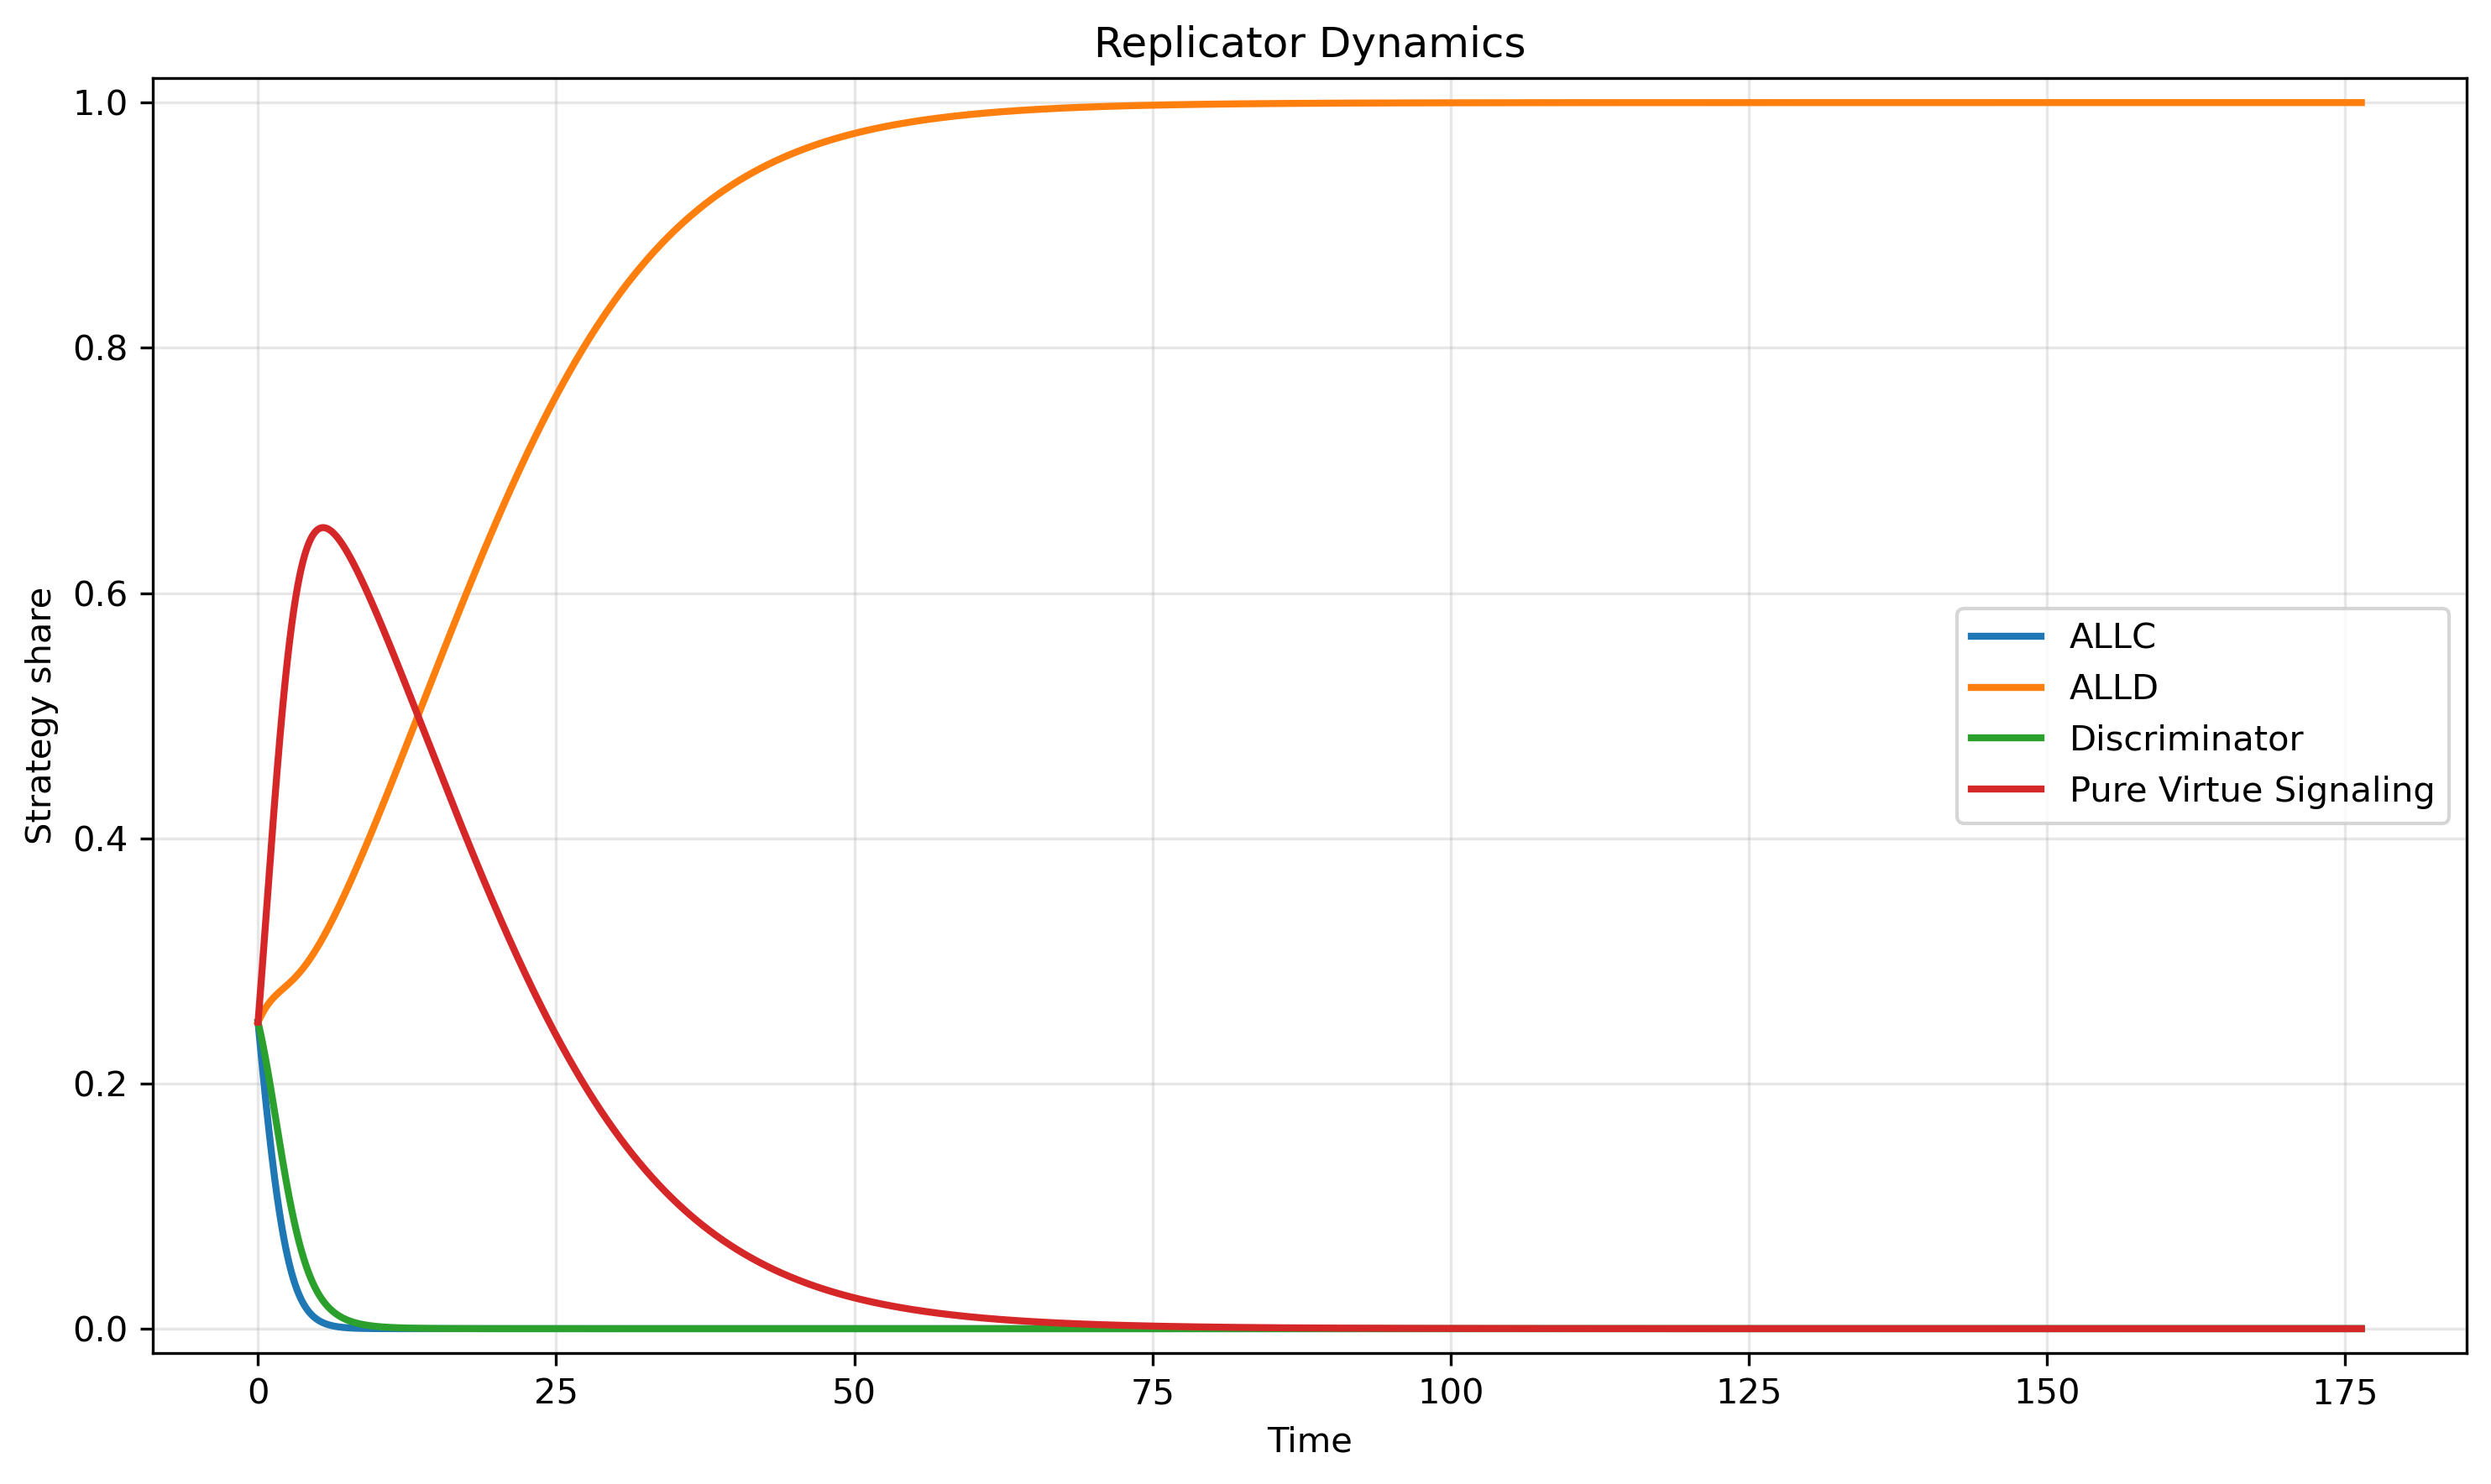 Replicator Dynamics
Strategy share
1.0
0.8
0.6
0.4
0.2
0.0
ALLC
ALLD
Discriminator
Pure Virtue Signaling
0 25 50 75 100 125 150 175
Time